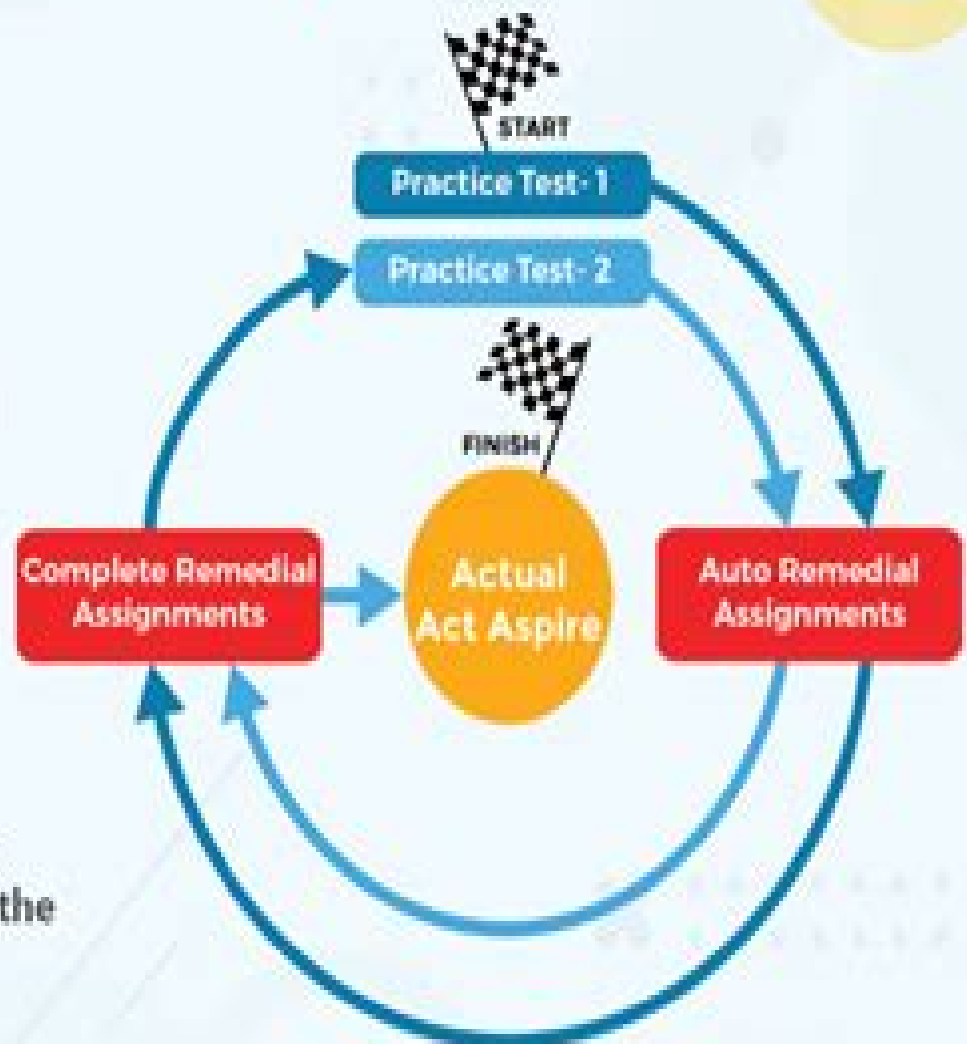 START
Practice Test- 1
Practice Test- 2
FINISH
Complete Remedial
Assignments
Actual
Act Aspire
Auto Remedial
Assignments
the